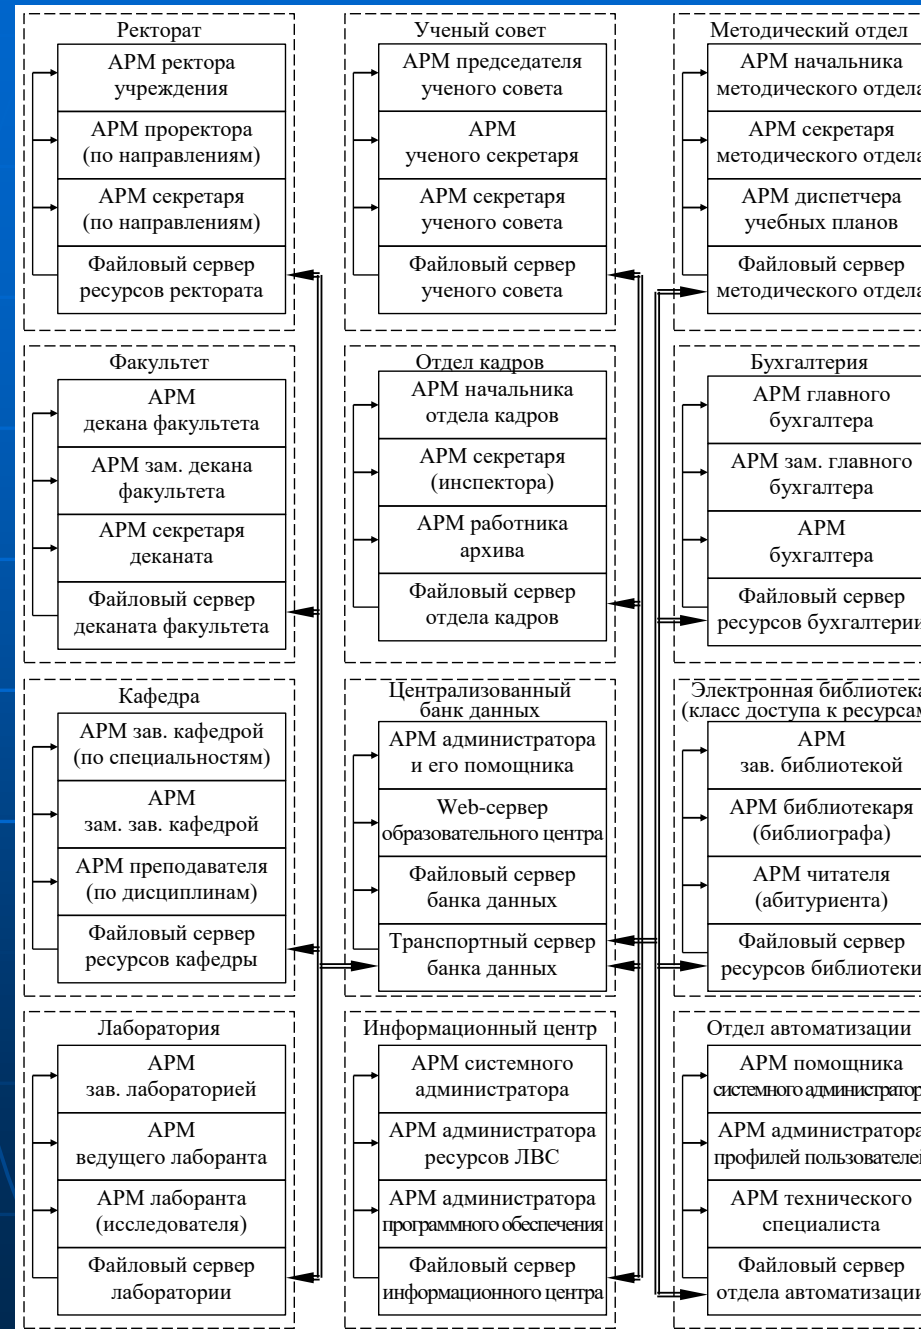 Ректорат
АРМ ректора
учреждения
АРМ проректора
(по направлениям)
АРМ секретаря
(по направлениям)
Файловый сервер
ресурсов ректората
Ученый совет
АРМ председателя
ученого совета
АРМ
ученого секретаря
АРМ секретаря
ученого совета
Файловый сервер
ученого совета
Методический отдел
АРМ начальника
методического отдела
АРМ секретаря
методического отдела
АРМ диспетчера
учебных планов
Файловый сервер
методического отдела
Факультет
АРМ
декана факультета
АРМ зам. декана
факультета
АРМ секретаря
деканата
Файловый сервер
деканата факультета
Отдел кадров
АРМ начальника
отдела кадров
АРМ секретаря
(инспектора)
АРМ работника
архива
Файловый сервер
отдела кадров
Бухгалтерия
АРМ главного
бухгалтера
АРМ зам. главного
бухгалтера
АРМ
бухгалтера
Файловый сервер
ресурсов бухгалтерии
Кафедра
АРМ зав. кафедрой
(по специальностям)
АРМ
зам. зав. кафедрой
АРМ преподавателя
(по дисциплинам)
Файловый сервер
ресурсов кафедры
Централизованный
банк данных
АРМ администратора
и его помощника
Web-сервер
образовательного центра
Файловый сервер
банка данных
Транспортный сервер
банка данных
Электронная библиотека
(класс доступа к ресурсам
АРМ
зав. библиотекой
АРМ библиотекаря
(библиографа)
АРМ читателя
(абитуриента)
Файловый сервер
ресурсов библиотеки
Лаборатория
АРМ
зав. лабораторией
АРМ
ведущего лаборанта
АРМ лаборанта
(исследователя)
Файловый сервер
лаборатории
Информационный центр
АРМ системного
администратора
АРМ администратора
ресурсов ЛВС
АРМ администратора
программного обеспечения
Файловый сервер
информационного центра
Отдел автоматизации
АРМ помощника
системного администратора
АРМ администратора
профилей пользователей
АРМ технического
специалиста
Файловый сервер
отдела автоматизации